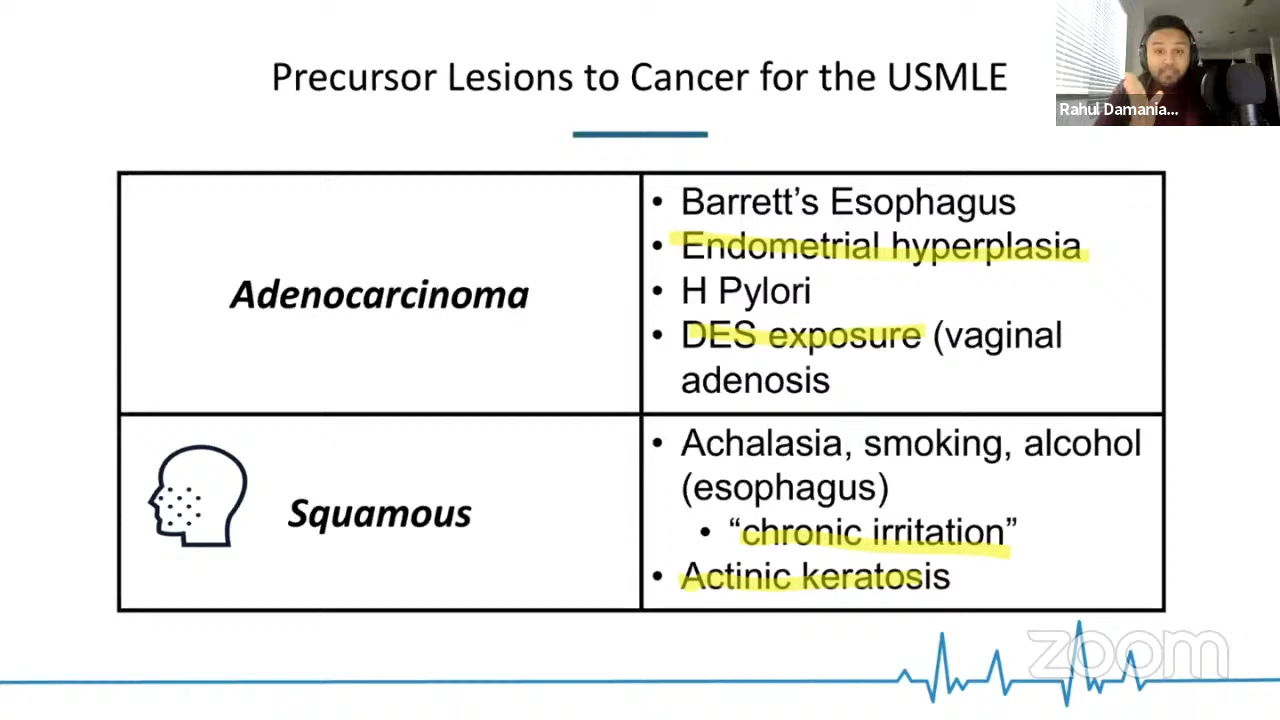 Precursor Lesions to Cancer for the USMLE
Rahul Damania...
Adenocarcinoma
• Barrett's Esophagus
• Endometrial hyperplasia
• H Pylori
• DES exposure (vaginal
adenosis
Squamous
• Achalasia, smoking, alcohol
(esophagus)
• “chronic irritation”
• Actinic keratosis
zoom